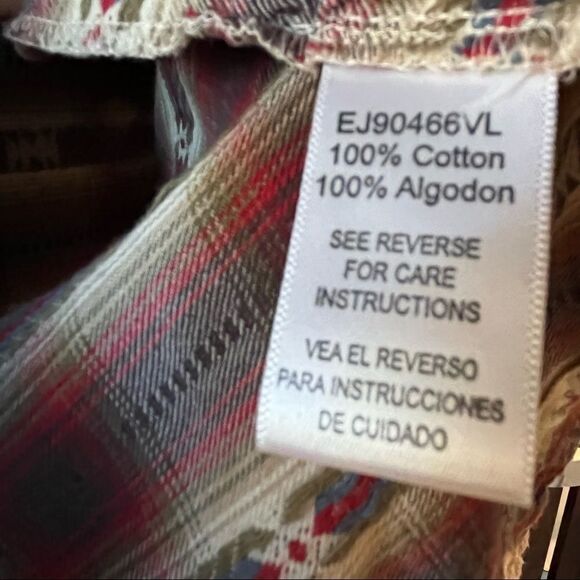 EJ90466VL
100% Cotton
100% Algodon
SEE REVERSE
FOR CARE
INSTRUCTIONS
VEA EL REVERSO
PARA INSTRUCCIONES
DE CUIDADO